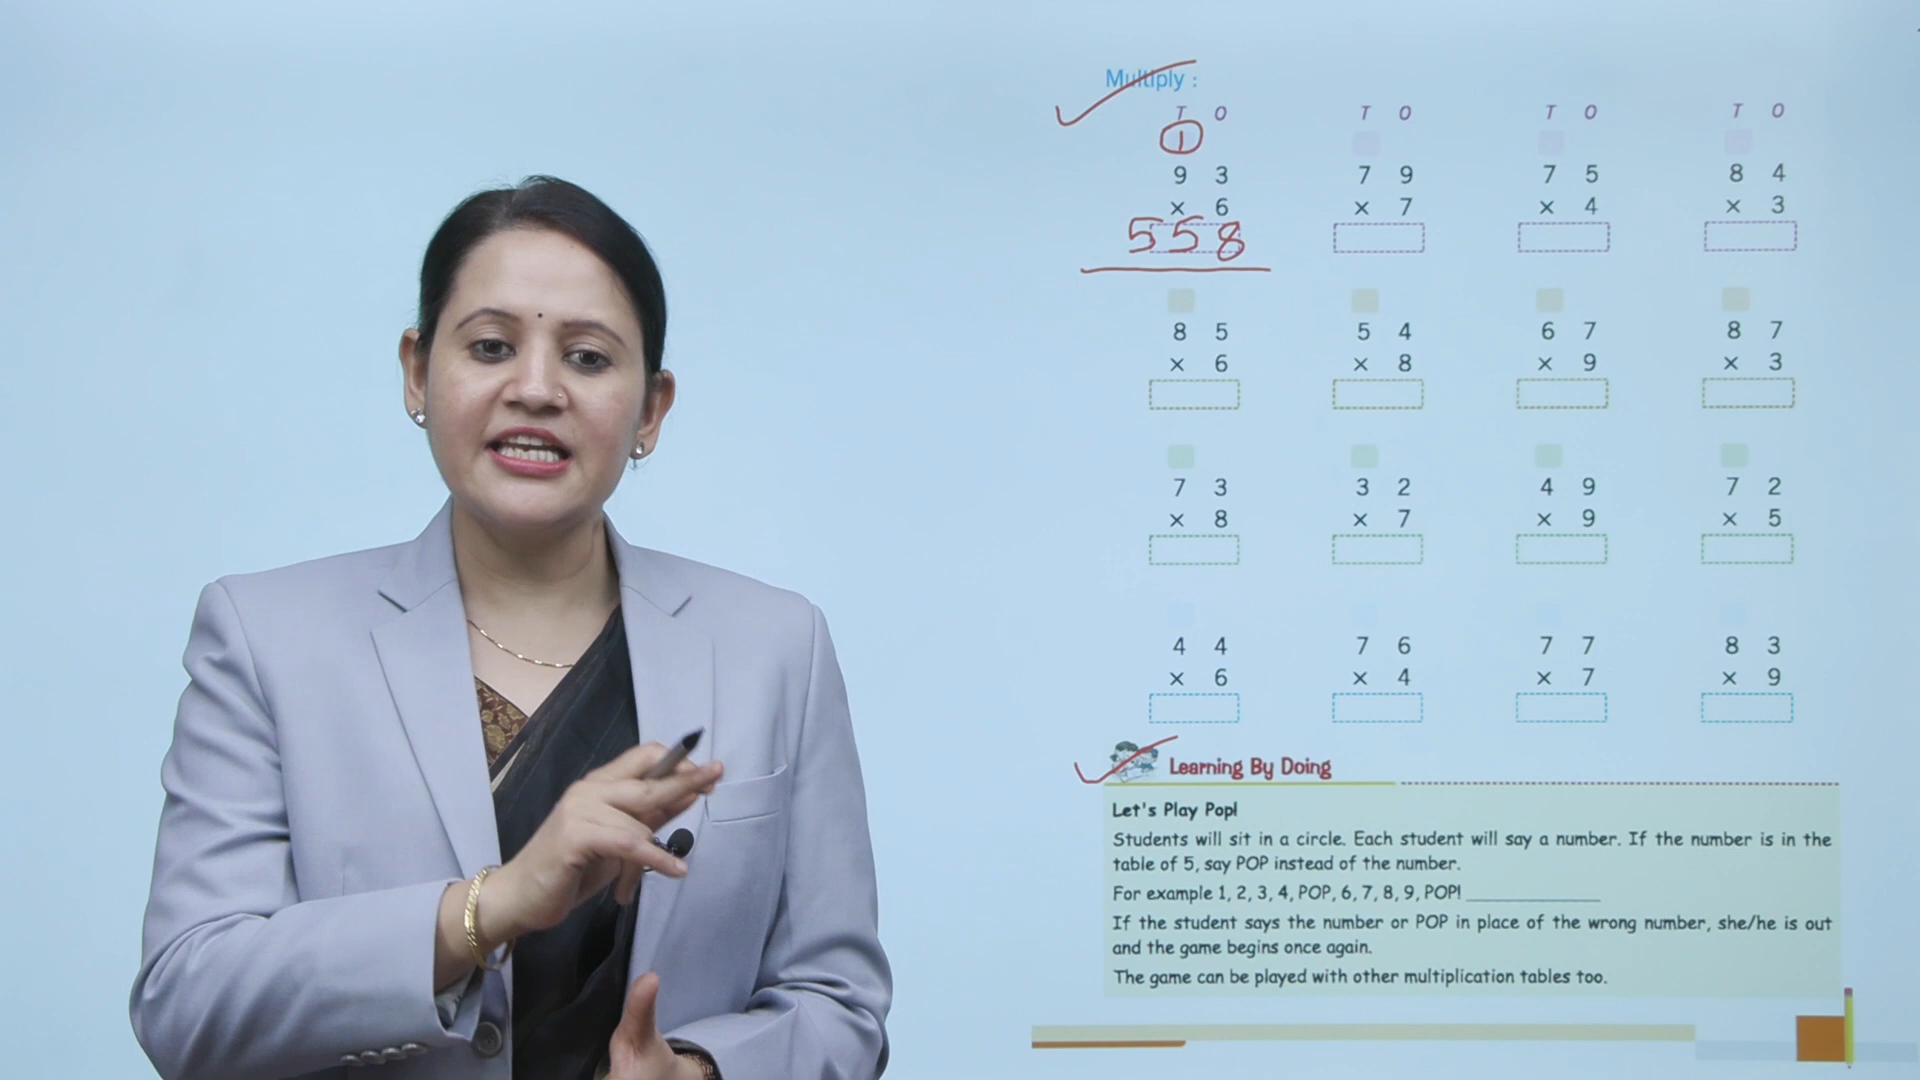 Multiply :
T O T O T O T O
1
9 3 7 9 7 5 8 4
× 6 × 7 × 4 × 3
558
8 5 5 4 6 7 8 7
× 6 × 8 × 9 × 3
7 3 3 2 4 9 7 2
× 8 × 7 × 9 × 5
4 4 7 6 7 7 8 3
× 6 × 4 × 7 × 9
Learning By Doing
Let's Play Pop!
Students will sit in a circle. Each student will say a number. If the number is in the
table of 5, say POP instead of the number.
For example 1, 2, 3, 4, POP, 6, 7, 8, 9, POP! ______________
If the student says the number or POP in place of the wrong number, she/he is out
and the game begins once again.
The game can be played with other multiplication tables too.